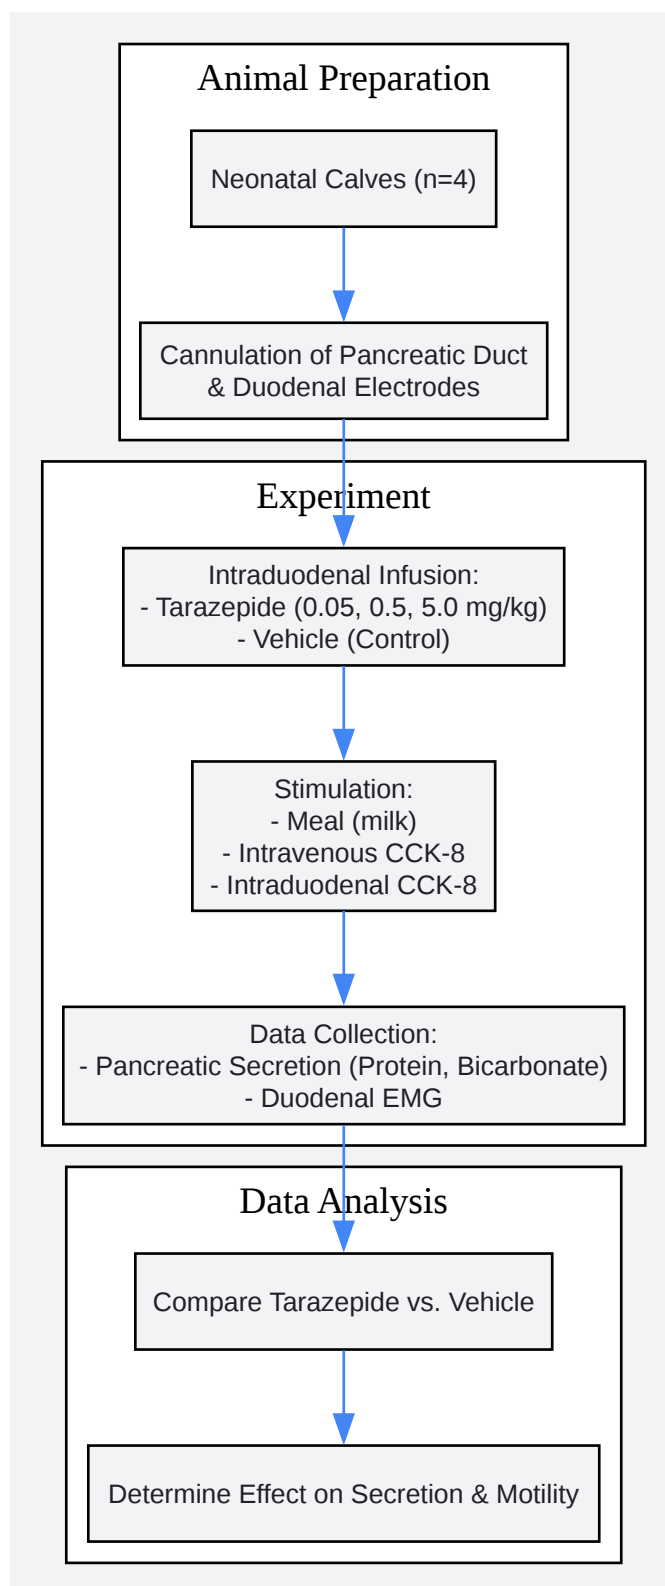 Animal Preparation
Neonatal Calves (n=4)
Cannulation of Pancreatic Duct
& Duodenal Electrodes
Experiment
Intraduodenal Infusion:
- Tarazepide (0.05, 0.5, 5.0 mg/kg)
- Vehicle (Control)
Stimulation:
- Meal (milk)
- Intravenous CCK-8
- Intraduodenal CCK-8
Data Collection:
- Pancreatic Secretion (Protein, Bicarbonate)
- Duodenal EMG
Data Analysis
Compare Tarazepide vs. Vehicle
Determine Effect on Secretion & Motility